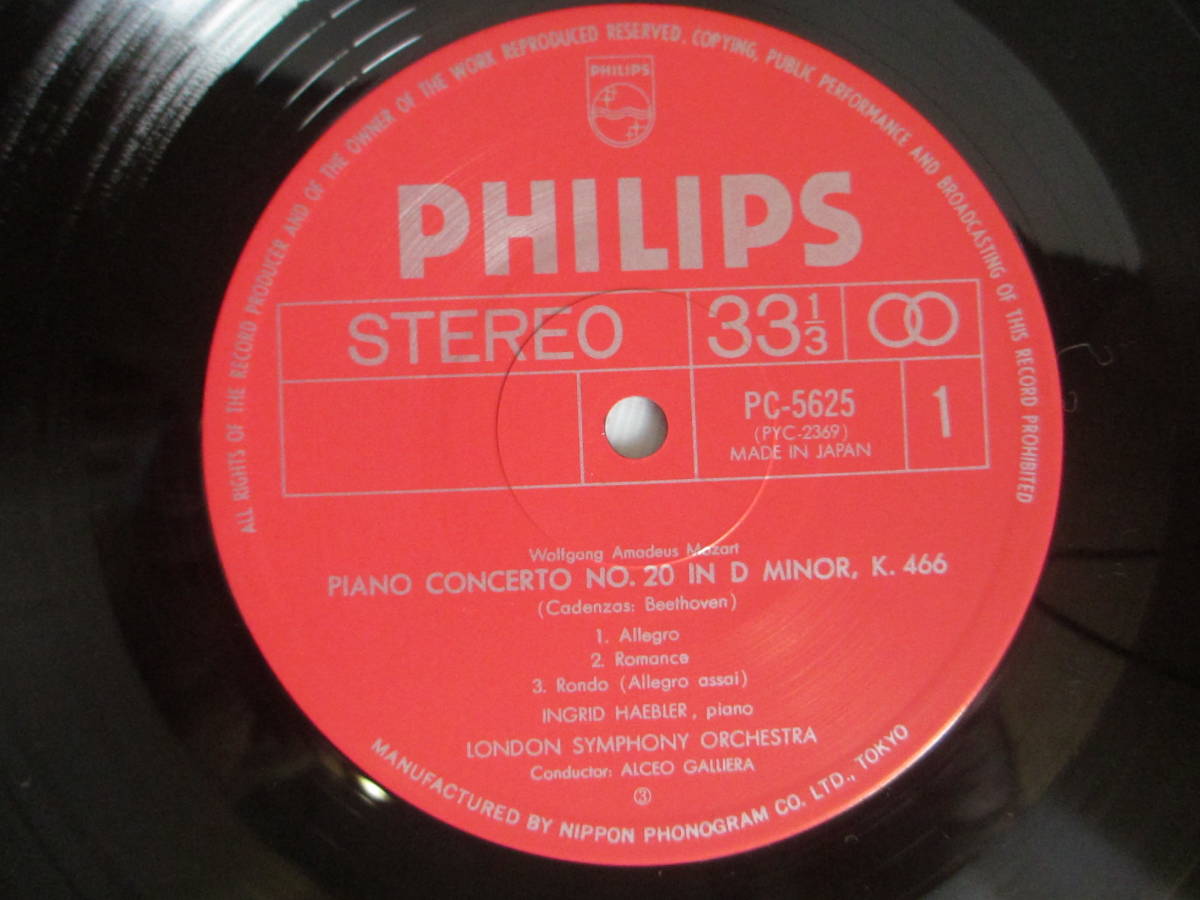 ALL RIGHTS OF THE RECORD PRODUCER AND OF THE OWNER OF THE WORK REPRODUCED RESERVED. COPYING, PUBLIC PERFORMANCE AND BROADCASTING OF THIS RECORD PROHIBITED
PHILIPS
PHILIPS
STEREO 33 1/3
PC-5625 1
(PYC-2369)
MADE IN JAPAN
Wolfgang Amadeus Mozart
PIANO CONCERTO NO. 20 IN D MINOR, K. 466
(Cadenzas: Beethoven)
1. Allegro
2. Romance
3. Rondo (Allegro assai)
INGRID HAEBLER, piano
LONDON SYMPHONY ORCHESTRA
Conductor: ALCEO GALLIERA
③
MANUFACTURED BY NIPPON PHONOGRAM CO. LTD., TOKYO